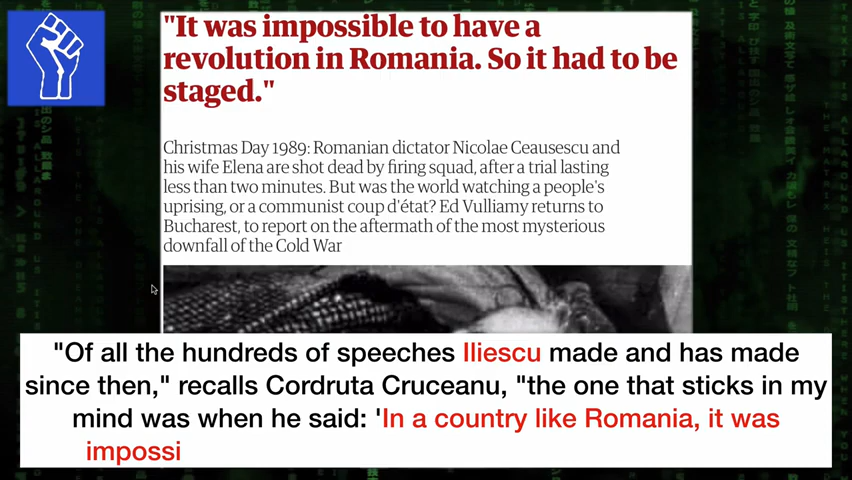 "It was impossible to have a
revolution in Romania. So it had to be
staged."
Christmas Day 1989: Romanian dictator Nicolae Ceausescu and
his wife Elena are shot dead by firing squad, after a trial lasting
less than two minutes. But was the world watching a people's
uprising, or a communist coup d'état? Ed Vulliamy returns to
Bucharest, to report on the aftermath of the most mysterious
downfall of the Cold War
"Of all the hundreds of speeches Iliescu made and has made
since then," recalls Cordruta Cruceanu, "the one that sticks in my
mind was when he said: 'In a country like Romania, it was
impossi